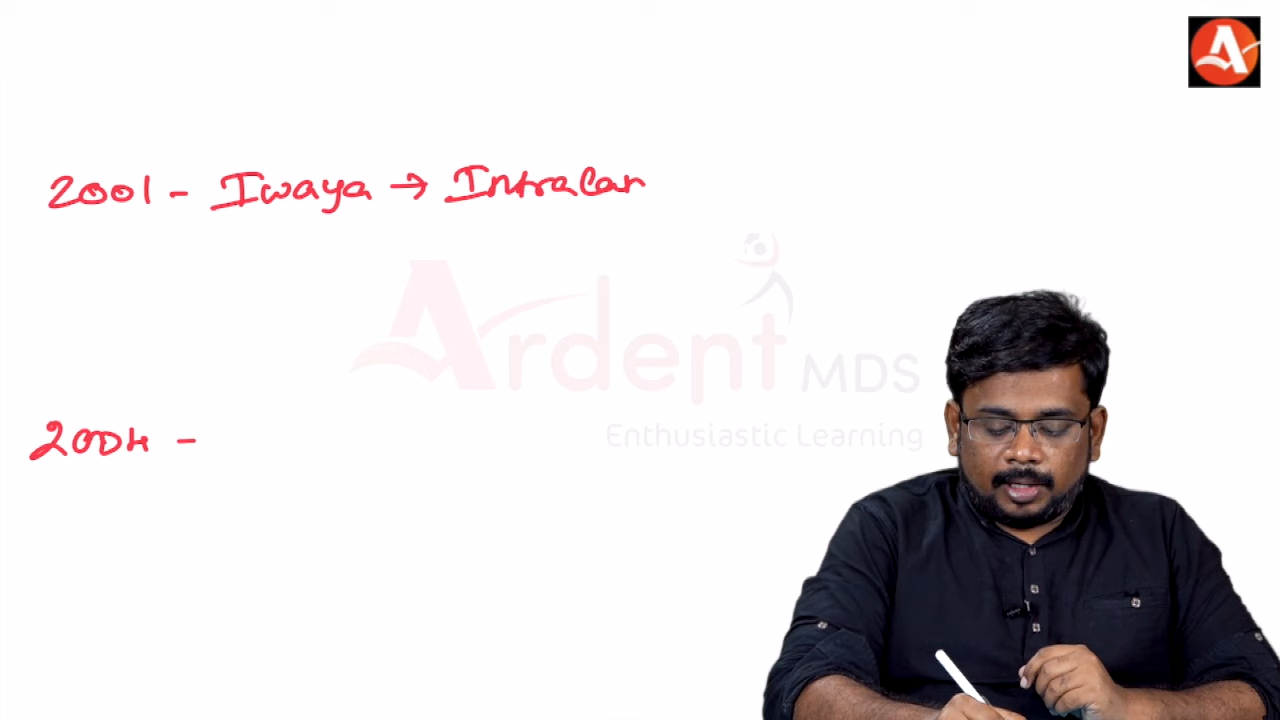 2001 - Iwaya → Intracan
Ardent MDS
Enthusiastic Learning
2004 -